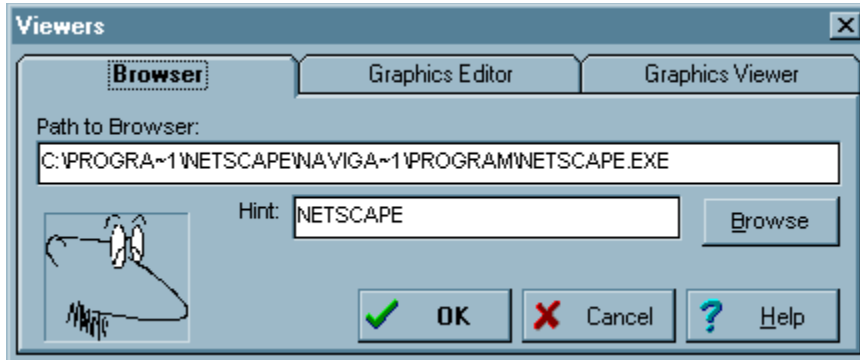 Viewers
Browser Graphics Editor Graphics Viewer
Path to Browser:
C:\PROGRA~1\NETSCAPE\NAVIGA~1\PROGRAM\NETSCAPE.EXE
Hint: NETSCAPE Browse
OK Cancel Help